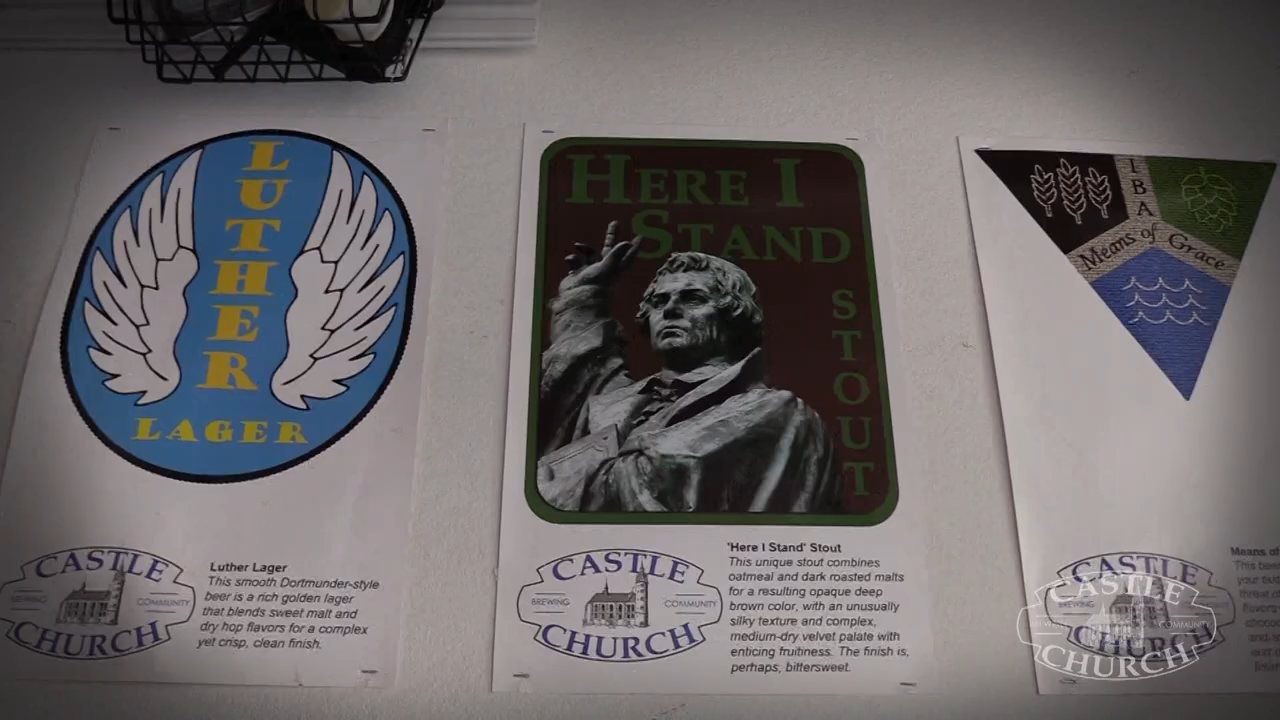 LUTHER
LAGER
CASTLE
BREWING COMMUNITY
CHURCH
Luther Lager
This smooth Dortmunder-style
beer is a rich golden lager
that blends sweet malt and
dry hop flavors for a complex
yet crisp, clean finish.
HERE I
STAND
STOUT
CASTLE
BREWING COMMUNITY
CHURCH
'Here I Stand' Stout
This unique stout combines
oatmeal and dark roasted malts
for a resulting opaque deep
brown color, with an unusually
silky texture and complex,
medium-dry velvet palate with
enticing fruitiness. The finish is,
perhaps, bittersweet.
IBA
Means of Grace
CASTLE
BREWING
CHURCH
Means of
This
CASTLE
COMMUNITY
CHURCH